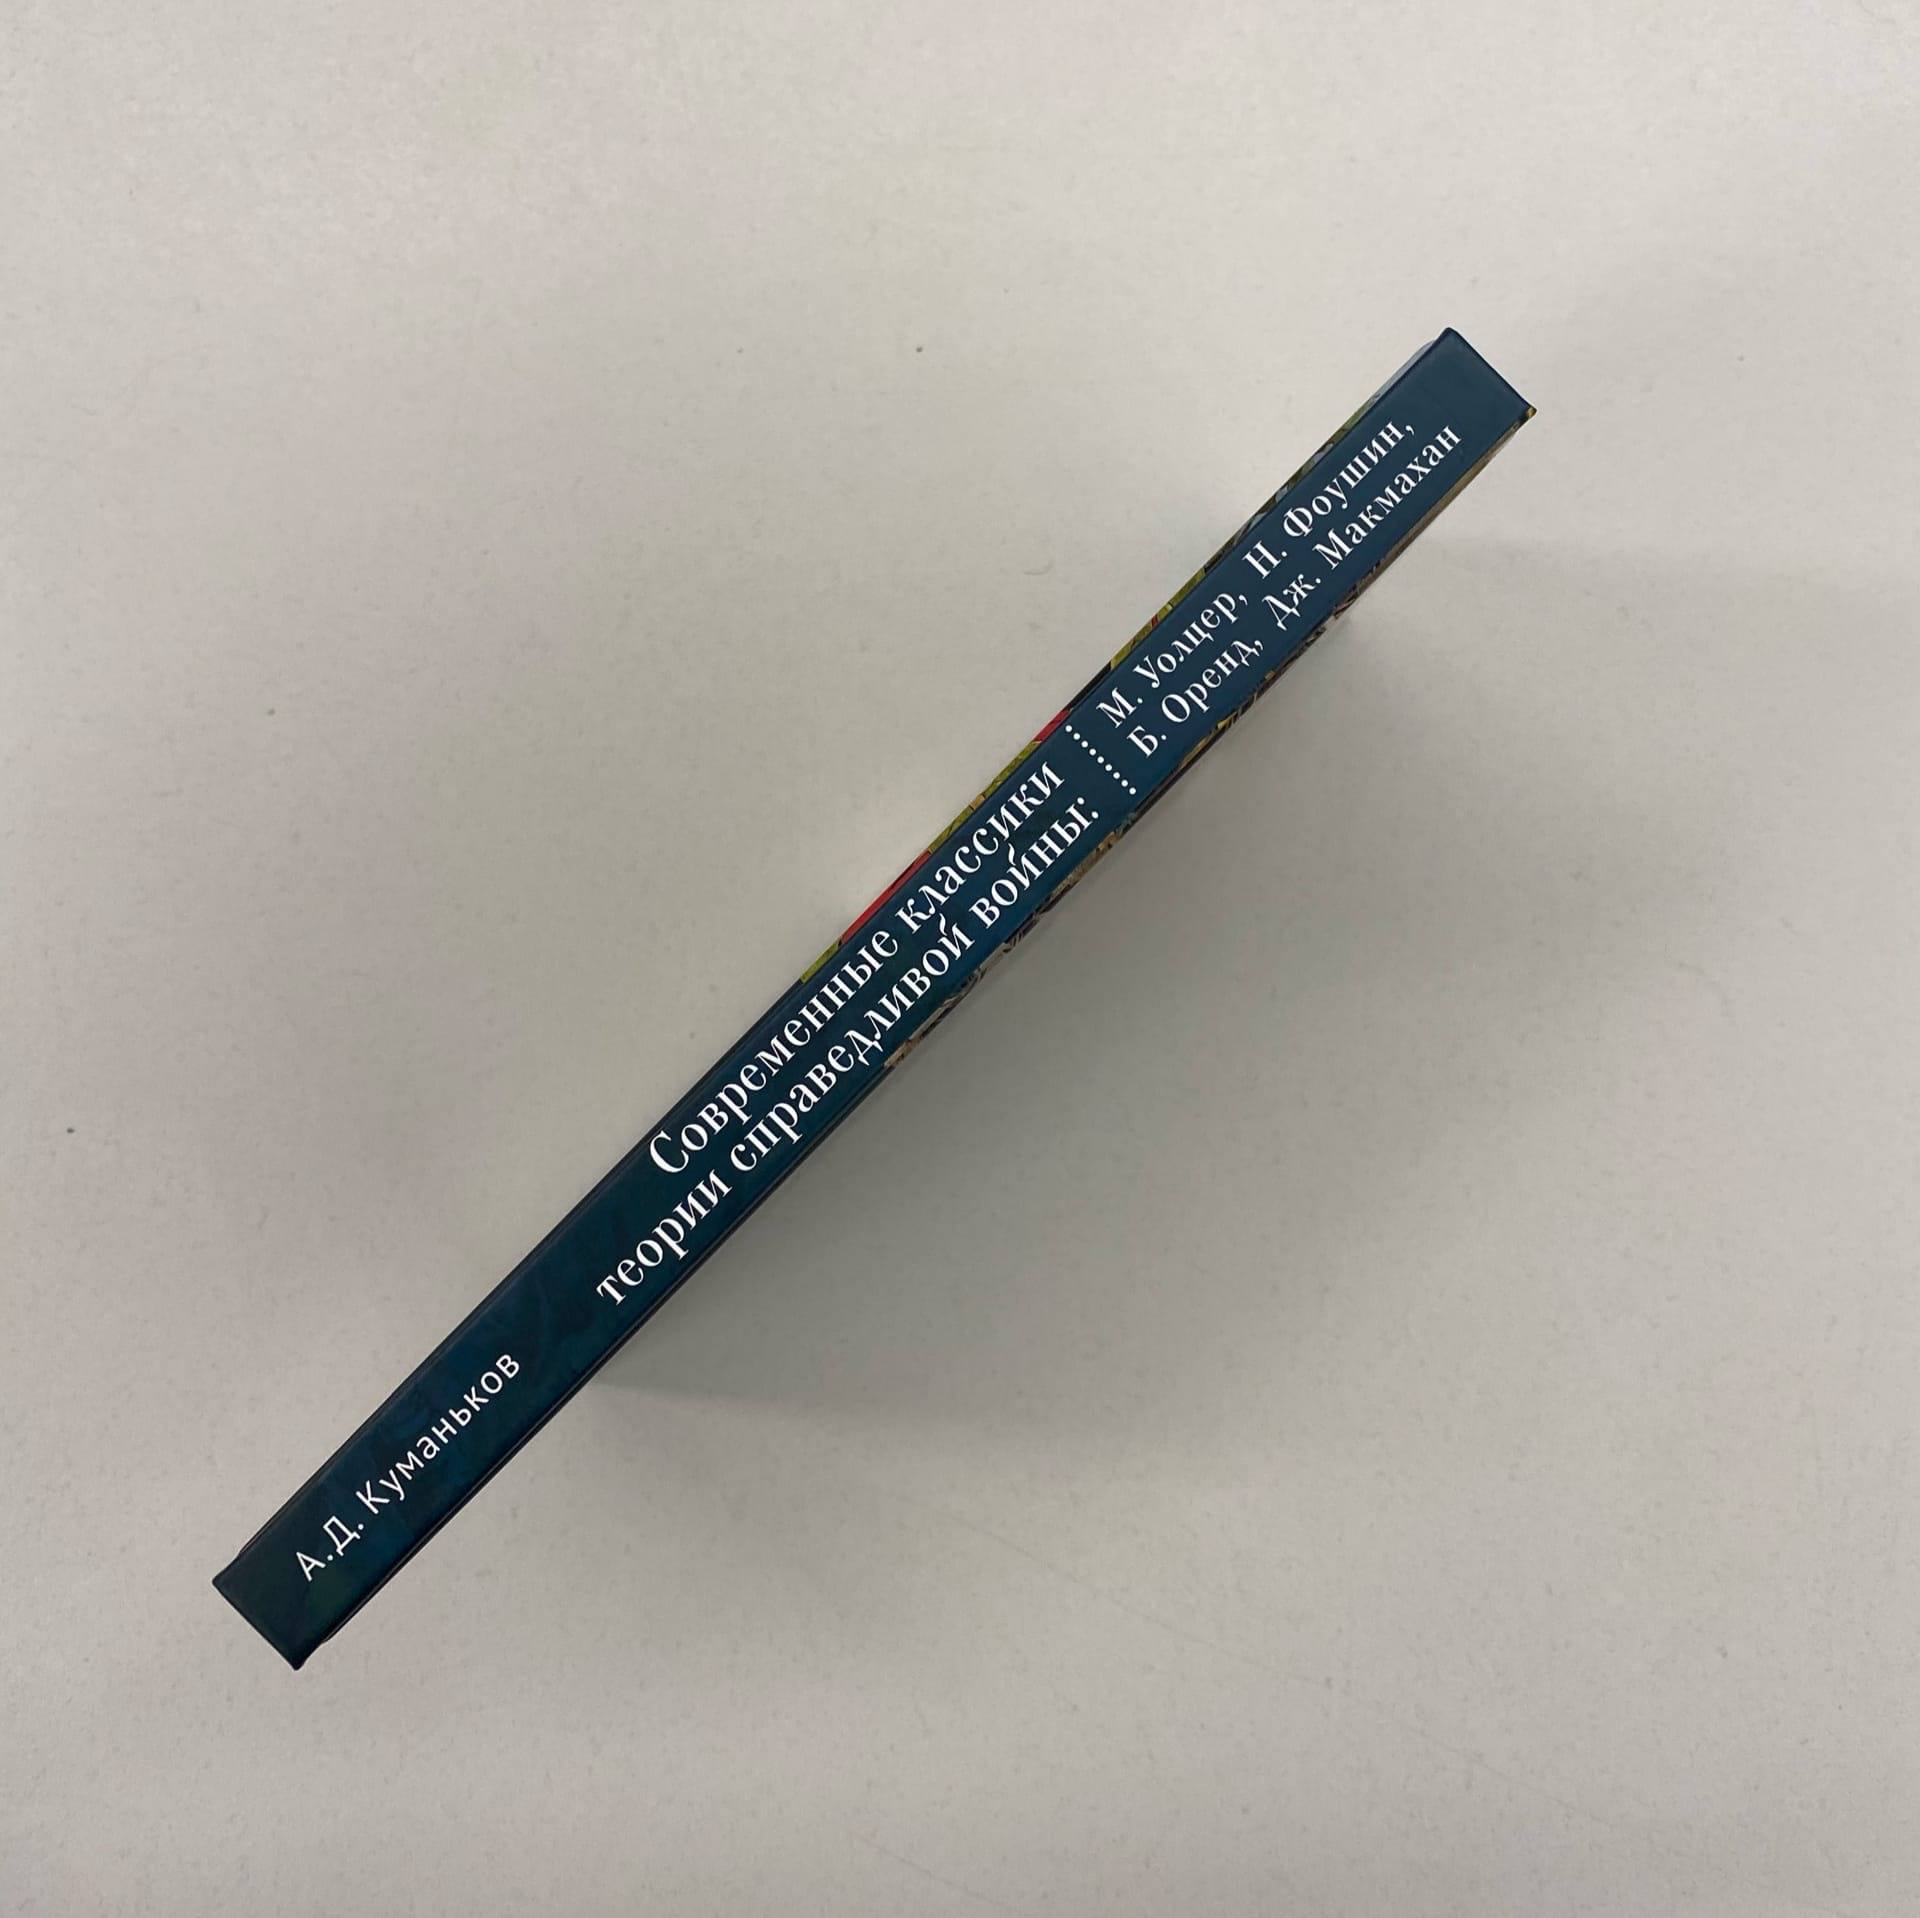 А.Д. Куманьков
Современные классики
теории справедливой войны:
М. Уолцер, Н. Фоушин,
Б. Оренд, Дж. Макмахан